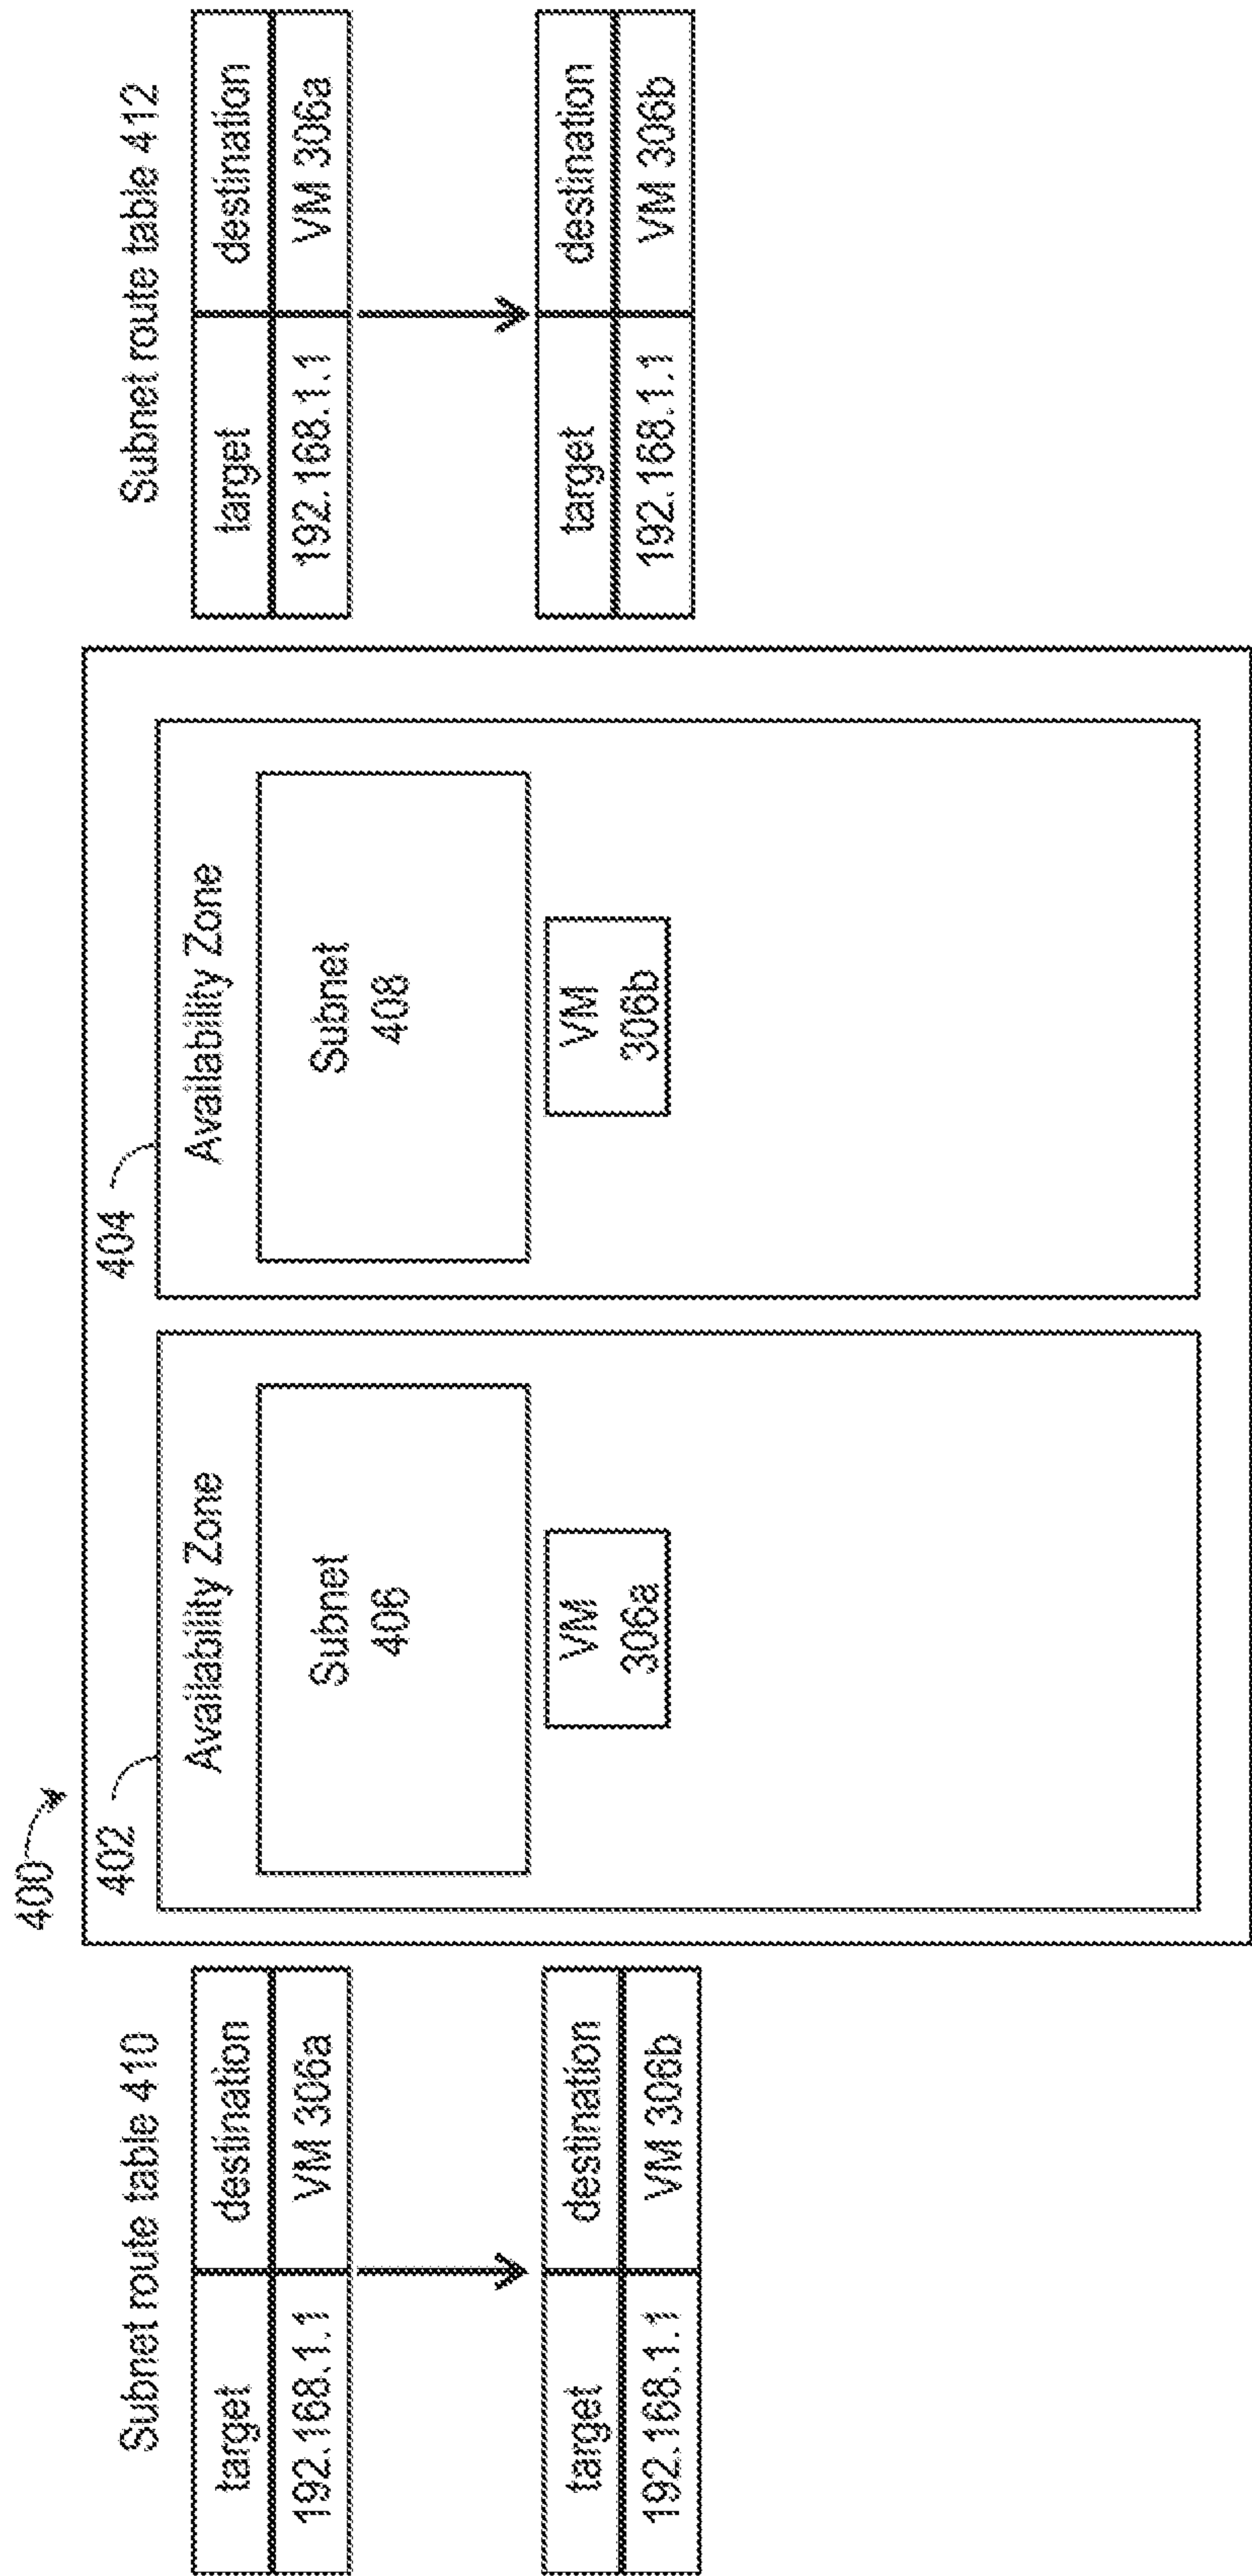 400
Subnet route table 410
target destination
192.168.1.1 VM 306a
target destination
192.168.1.1 VM 306b
402
Availability Zone
Subnet
406
VM
306a
404
Availability Zone
Subnet
408
VM
306b
Subnet route table 412
target destination
192.168.1.1 VM 306a
target destination
192.168.1.1 VM 306b